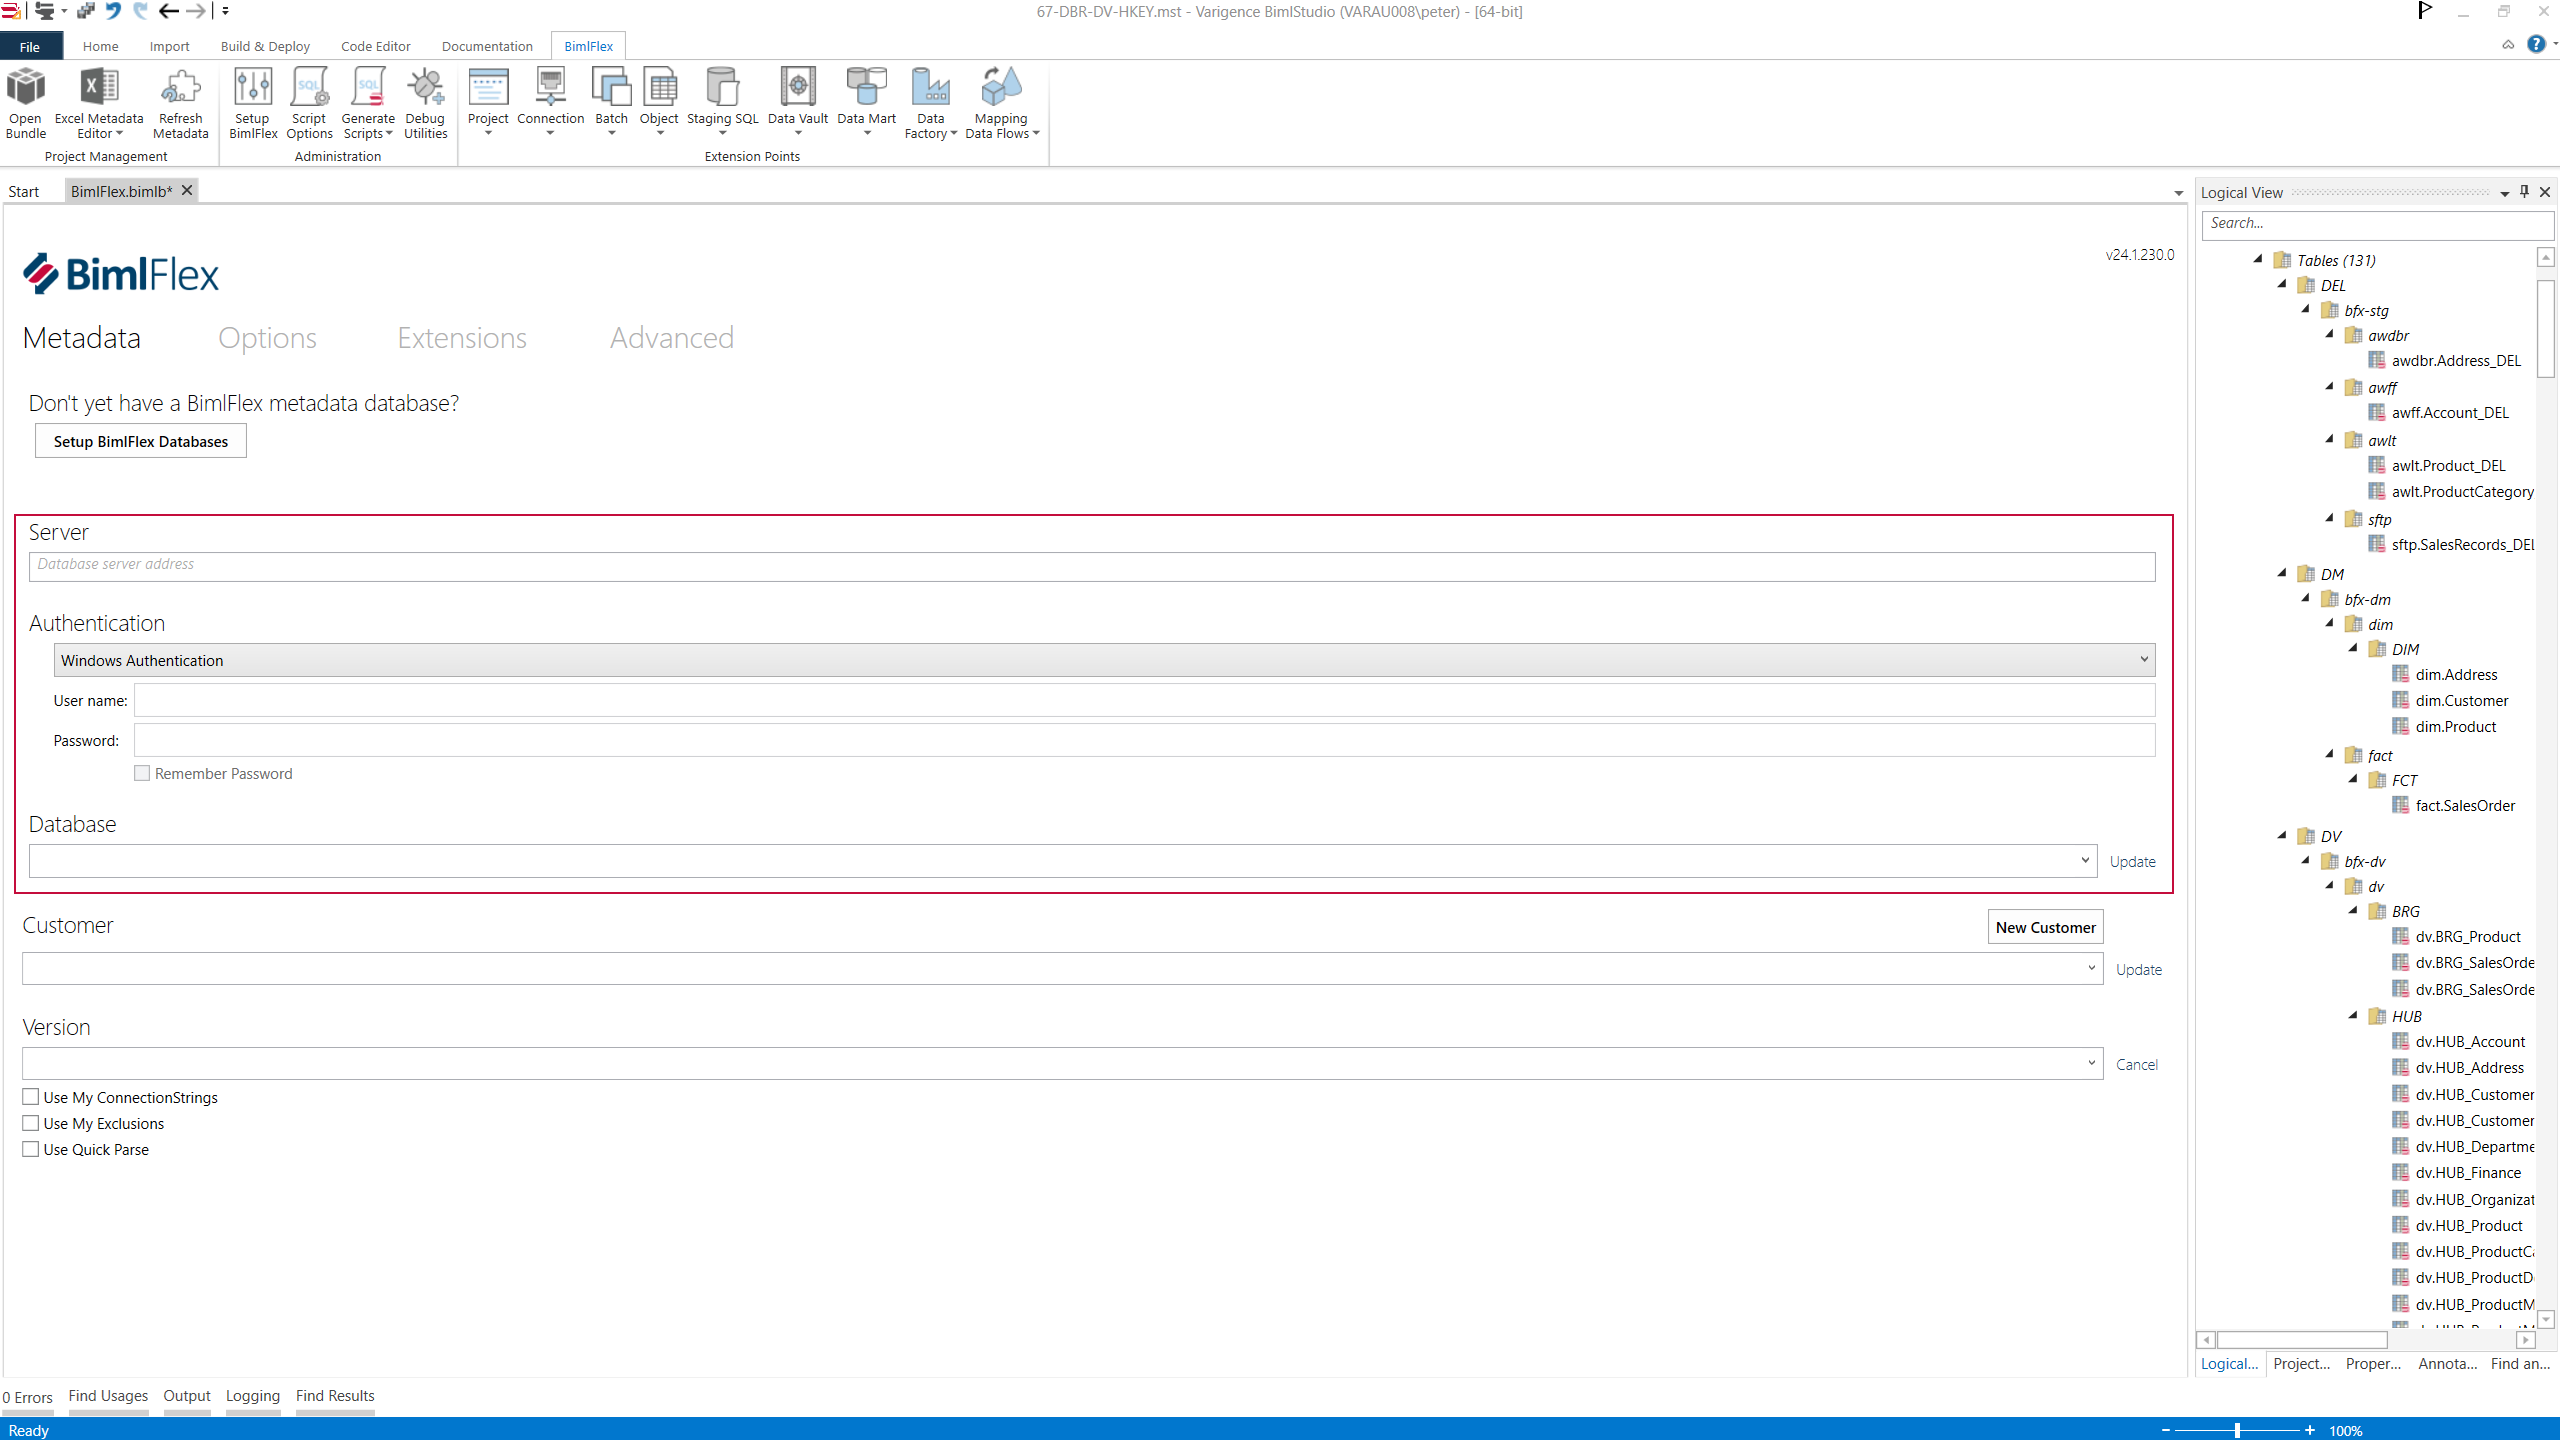 67-DBR-DV-HKEY.mst - Varigence BimlStudio (VARAU008\peter) - [64-bit]
File Home Import Build & Deploy Code Editor Documentation BimlFlex
Open Bundle
Excel Metadata Editor
Refresh Metadata
Project Management
Setup BimlFlex
Script Options
Generate Scripts
Debug Utilities
Administration
Project
Connection
Batch
Object
Staging SQL
Data Vault
Data Mart
Data Factory
Mapping Data Flows
Extension Points
Start BimlFlex.bimlb*
BimlFlex
v24.1.230.0
Metadata Options Extensions Advanced
Don't yet have a BimlFlex metadata database?
Setup BimlFlex Databases
Server
Database server address
Authentication
Windows Authentication
User name:
Password:
Remember Password
Database
Update
Customer
New Customer
Update
Version
Cancel
Use My ConnectionStrings
Use My Exclusions
Use Quick Parse
Logical View
Search...
Tables (131)
DEL
bfx-stg
awdbr
awdbr.Address_DEL
awff
awff.Account_DEL
awlt
awlt.Product_DEL
awlt.ProductCategory
sftp
sftp.SalesRecords_DEL
DM
bfx-dm
dim
DIM
dim.Address
dim.Customer
dim.Product
fact
FCT
fact.SalesOrder
DV
bfx-dv
dv
BRG
dv.BRG_Product
dv.BRG_SalesOrde
dv.BRG_SalesOrde
HUB
dv.HUB_Account
dv.HUB_Address
dv.HUB_Customer
dv.HUB_Customer
dv.HUB_Departme
dv.HUB_Finance
dv.HUB_Organizat
dv.HUB_Product
dv.HUB_ProductCa
dv.HUB_ProductD
dv.HUB_ProductM
Logical... Project... Proper... Annota... Find an...
0 Errors Find Usages Output Logging Find Results
Ready
100%